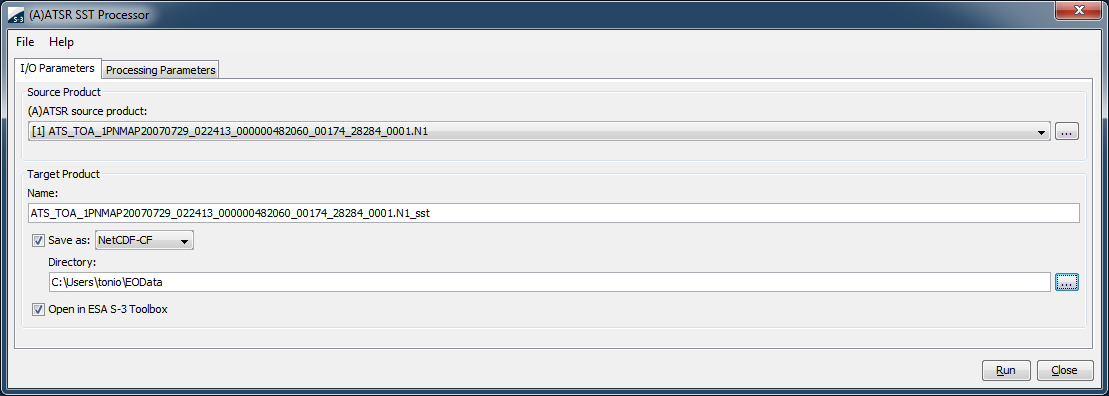 S-3 (A)ATSR SST Processor
File Help
I/O Parameters Processing Parameters
Source Product
(A)ATSR source product:
[1] ATS_TOA_1PNMAP20070729_022413_000000482060_00174_28284_0001.N1 ...
Target Product
Name:
ATS_TOA_1PNMAP20070729_022413_000000482060_00174_28284_0001.N1_sst
Save as: NetCDF-CF
Directory:
C:\Users\tonio\EOData ...
Open in ESA S-3 Toolbox
Run Close